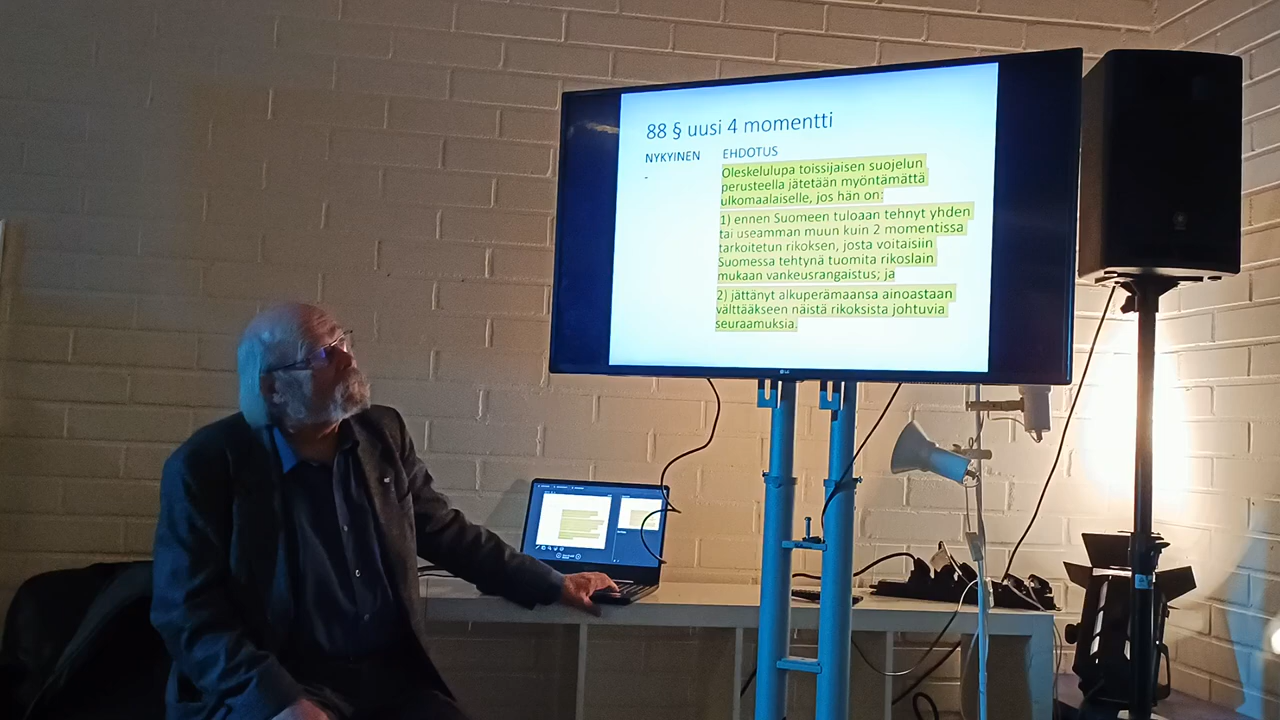 88 § uusi 4 momentti
NYKYINEN EHDOTUS
-
Oleskelulupa toissijaisen suojelun
perusteella jätetään myöntämättä
ulkomaalaiselle, jos hän on:
1) ennen Suomeen tuloaan tehnyt yhden
tai useamman muun kuin 2 momentissa
tarkoitetun rikoksen, josta voitaisiin
Suomessa tehtynä tuomita rikoslain
mukaan vankeusrangaistus; ja
2) jättänyt alkuperämaansa ainoastaan
välttääkseen näistä rikoksista johtuvia
seuraamuksia.
LG